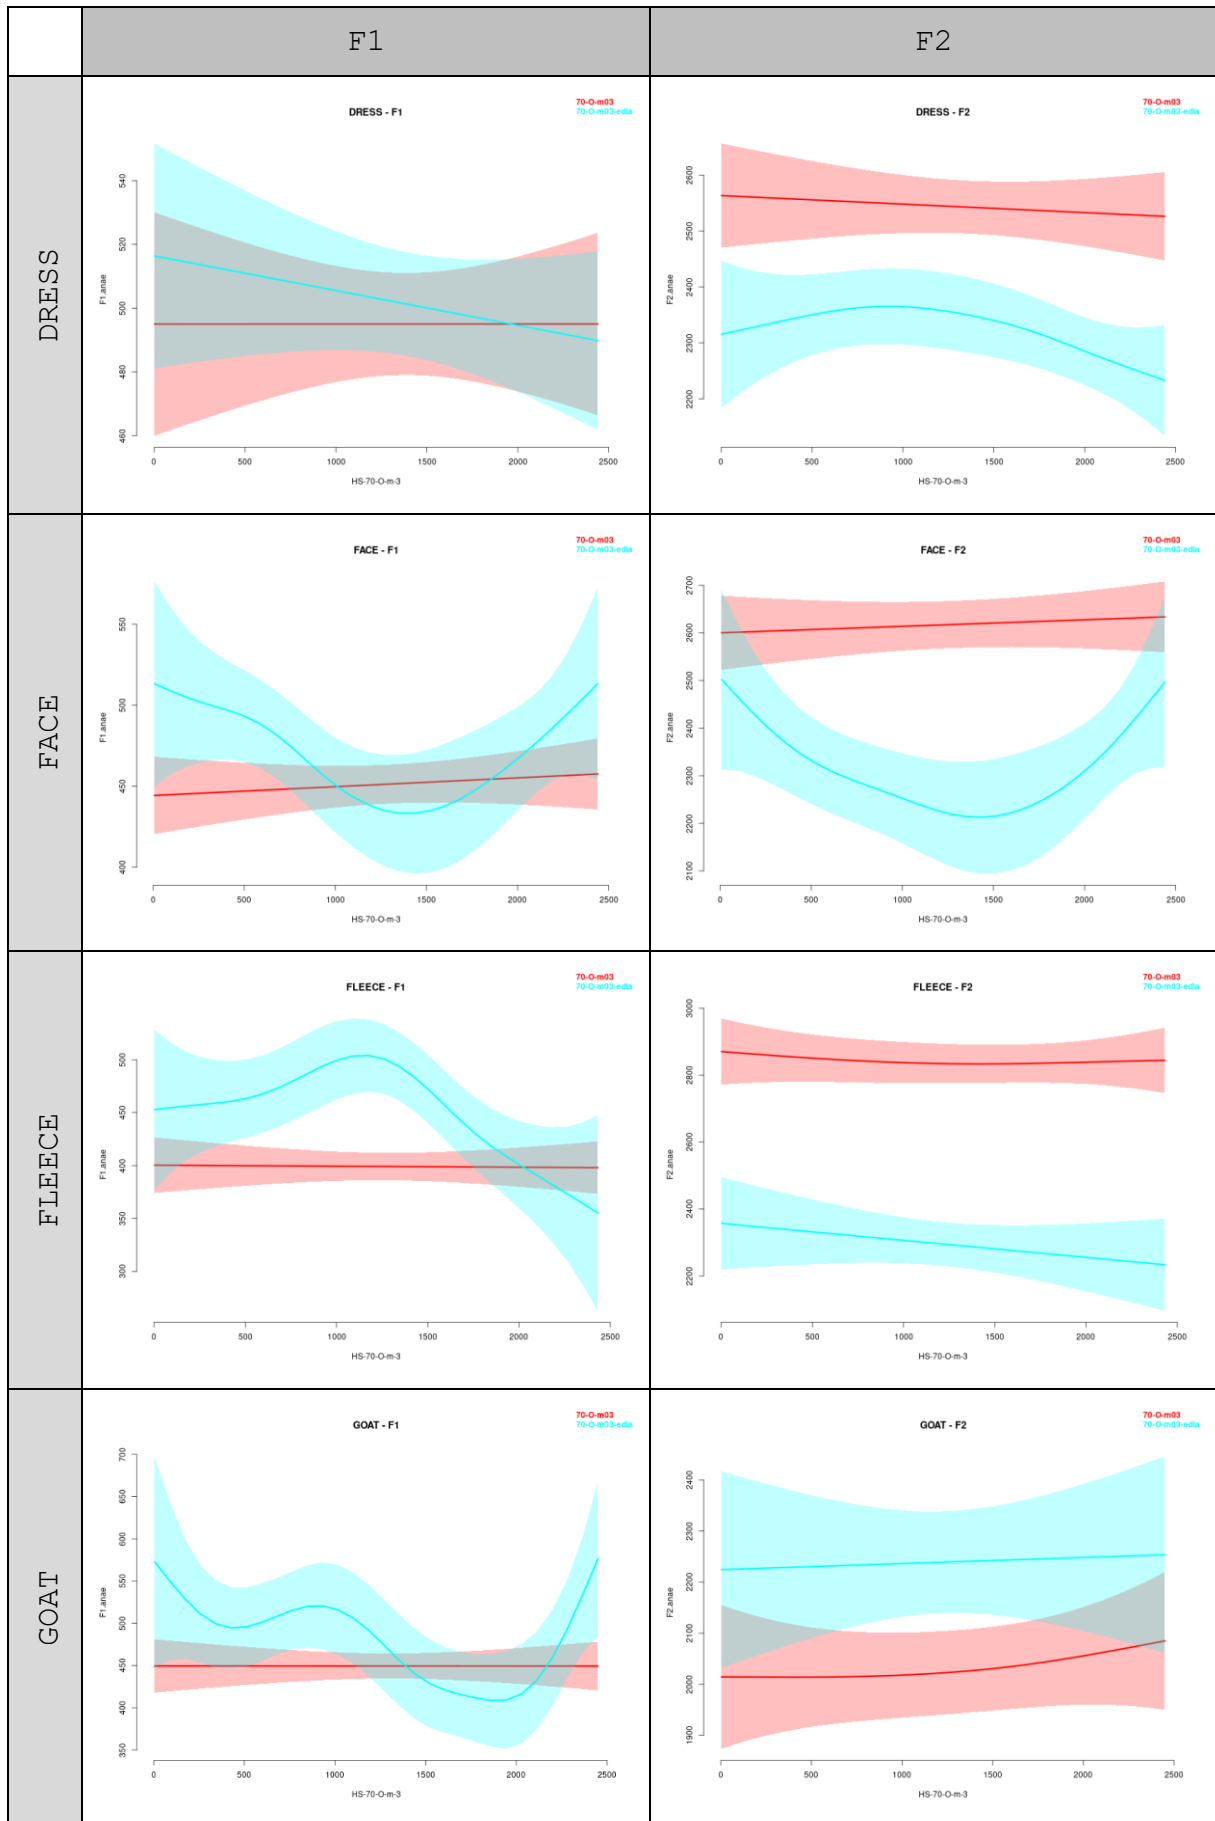 F1
F2
DRESS
DRESS - F1
70-O-m03
70-O-m03-edia
540
520
500
480
460
F1.anae
0 500 1000 1500 2000 2500
HS-70-O-m-3
DRESS - F2
70-O-m03
70-O-m03-edia
2600
2500
2400
2300
2200
F2.anae
0 500 1000 1500 2000 2500
HS-70-O-m-3
FACE
FACE - F1
70-O-m03
70-O-m03-edia
550
500
450
400
F1.anae
0 500 1000 1500 2000 2500
HS-70-O-m-3
FACE - F2
70-O-m03
70-O-m03-edia
2700
2600
2500
2400
2300
2200
2100
F2.anae
0 500 1000 1500 2000 2500
HS-70-O-m-3
FLEECE
FLEECE - F1
70-O-m03
70-O-m03-edia
500
450
400
350
300
F1.anae
0 500 1000 1500 2000 2500
HS-70-O-m-3
FLEECE - F2
70-O-m03
70-O-m03-edia
3000
2800
2600
2400
2200
F2.anae
0 500 1000 1500 2000 2500
HS-70-O-m-3
GOAT
GOAT - F1
70-O-m03
70-O-m03-edia
700
650
600
550
500
450
400
350
F1.anae
0 500 1000 1500 2000 2500
HS-70-O-m-3
GOAT - F2
70-O-m03
70-O-m03-edia
2400
2300
2200
2100
2000
1900
F2.anae
0 500 1000 1500 2000 2500
HS-70-O-m-3